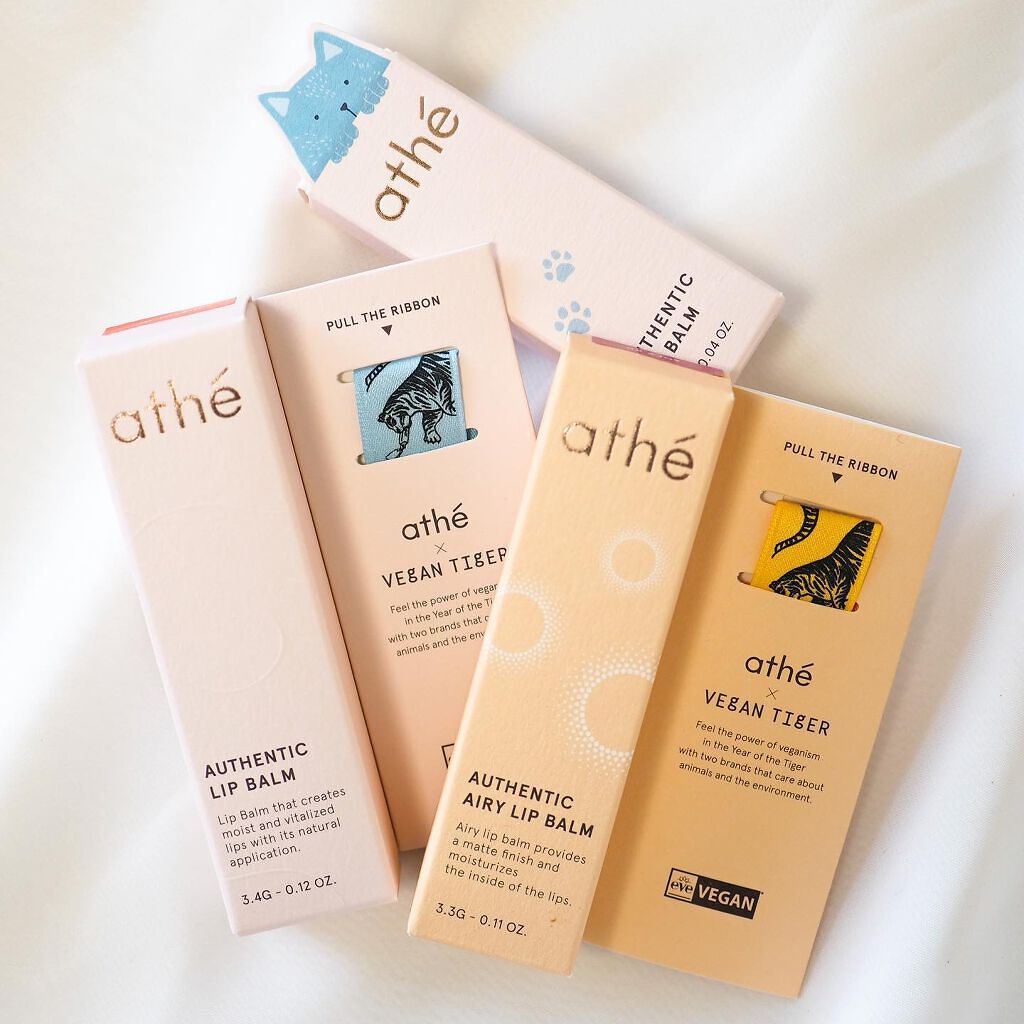 athé
THENTIC
BALM
0.04 OZ.
athé
AUTHENTIC
LIP BALM
Lip Balm that creates
moist and vitalized
lips with its natural
application.
3.4G - 0.12 OZ.
PULL THE RIBBON
athé
×
VEGAN TIGER
Feel the power of vegan
in the Year of the Ti
with two brands that c
animals and the env
athé
AUTHENTIC
AIRY LIP BALM
Airy lip balm provides
a matte finish and
moisturizes
the inside of the lips.
3.3G - 0.11 OZ.
PULL THE RIBBON
athé
×
VEGAN TIGER
Feel the power of veganism
in the Year of the Tiger
with two brands that care about
animals and the environment.
eve VEGAN